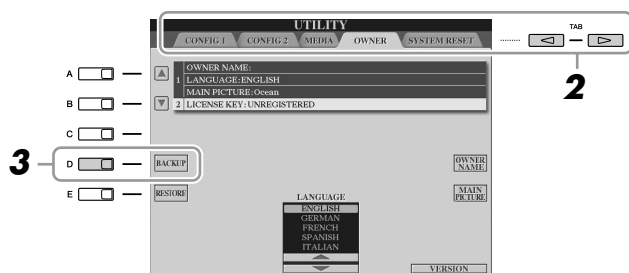 UTILITY
CONFIG 1 CONFIG 2 MEDIA OWNER SYSTEM RESET
TAB
2
A
B
C
3 D
E
OWNER NAME:
1 LANGUAGE:ENGLISH
MAIN PICTURE:Ocean
2 LICENSE KEY:UNREGISTERED
BACKUP
RESTORE
OWNER
NAME
MAIN
PICTURE
LANGUAGE
ENGLISH
GERMAN
FRENCH
SPANISH
ITALIAN
VERSION